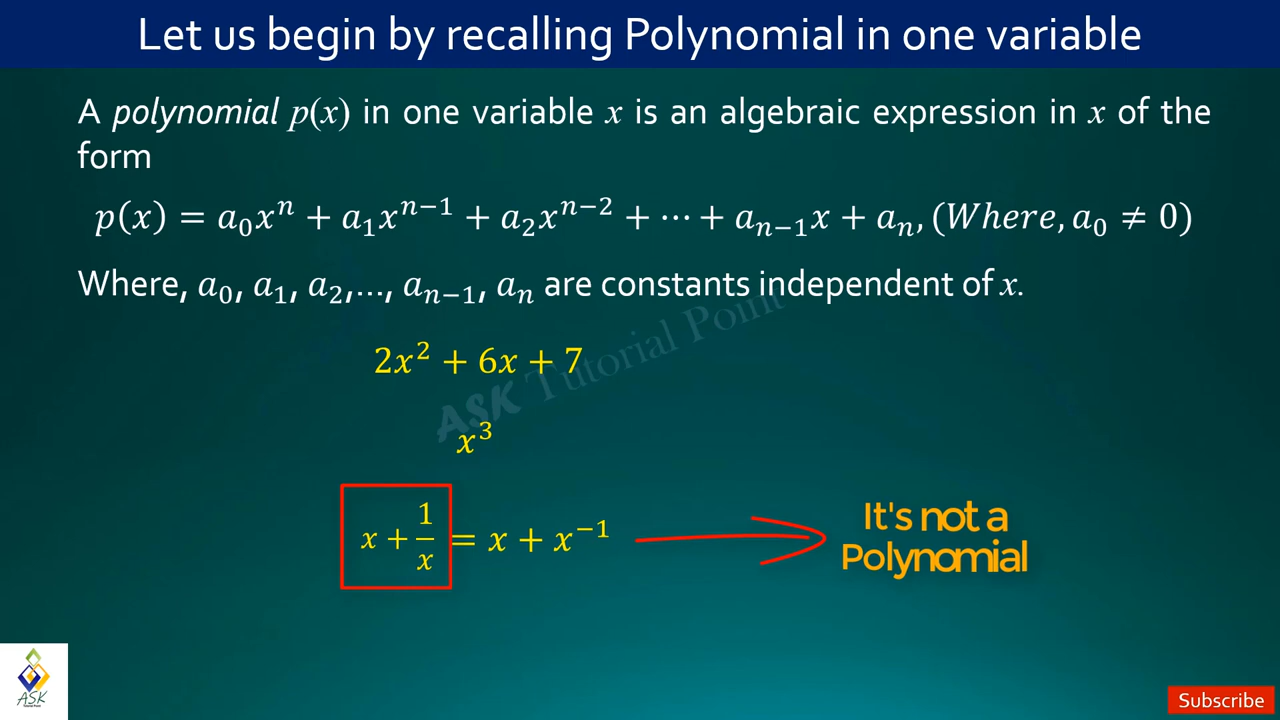 Let us begin by recalling Polynomial in one variable
A polynomial p(x) in one variable x is an algebraic expression in x of the
form
p(x) = a₀xⁿ + a₁xⁿ⁻¹ + a₂xⁿ⁻² + ⋯ + aₙ₋₁x + aₙ, (Where, a₀ ≠ 0)
Where, a₀, a₁, a₂,…, aₙ₋₁, aₙ are constants independent of x.
ASK Tutorial Point
2x² + 6x + 7
x³
x + 1/x = x + x⁻¹
It's not a
Polynomial
ASK
Tutorial Point
Subscribe